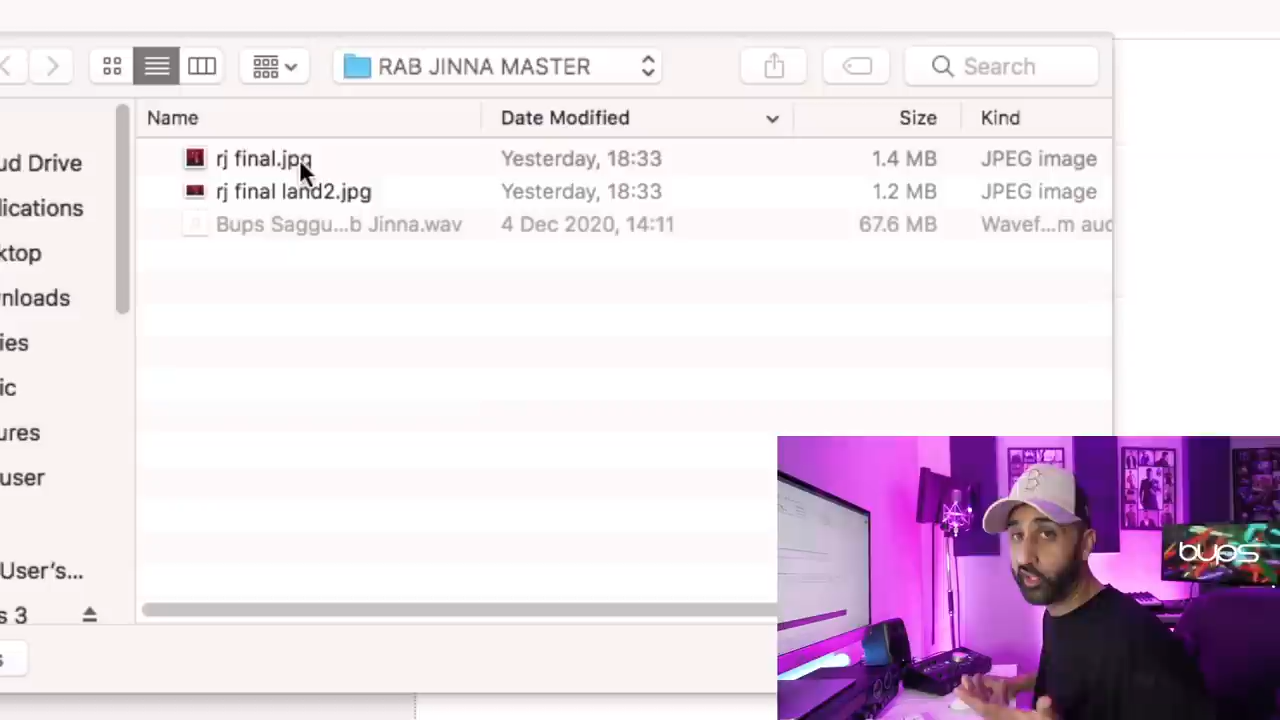 RAB JINNA MASTER
Search
Name Date Modified Size Kind
rj final.jpg Yesterday, 18:33 1.4 MB JPEG image
rj final land2.jpg Yesterday, 18:33 1.2 MB JPEG image
Bups Saggu...b Jinna.wav 4 Dec 2020, 14:11 67.6 MB Wavef...m aud
ud Drive
lications
ktop
nloads
ies
ic
ures
user
User's...
s 3
s
bups